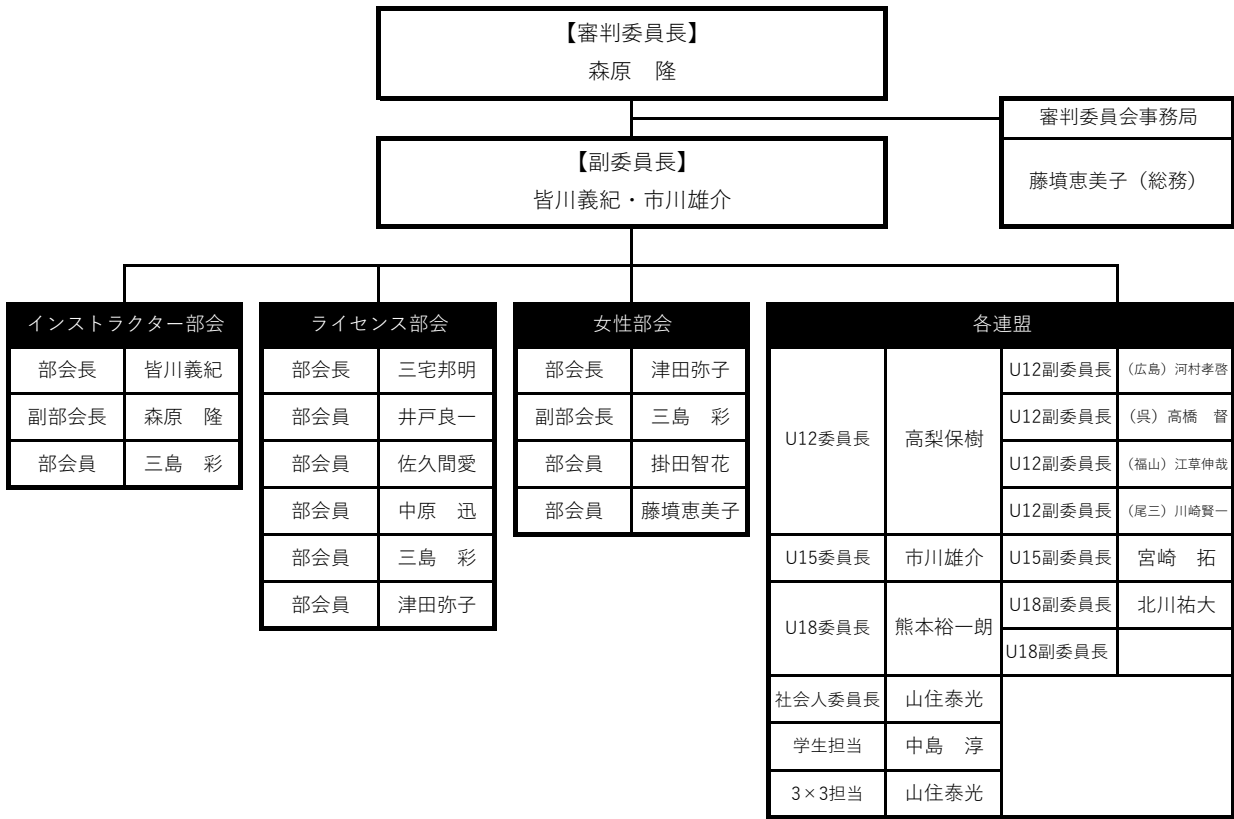 【審判委員長】
森原　隆
審判委員会事務局
藤墳恵美子（総務）
【副委員長】
皆川義紀・市川雄介
インストラクター部会
部会長 皆川義紀
副部会長 森原　隆
部会員 三島　彩
ライセンス部会
部会長 三宅邦明
部会員 井戸良一
部会員 佐久間愛
部会員 中原　迅
部会員 三島　彩
部会員 津田弥子
女性部会
部会長 津田弥子
副部会長 三島　彩
部会員 掛田智花
部会員 藤墳恵美子
各連盟
U12委員長 高梨保樹
U12副委員長 （広島）河村孝啓
U12副委員長 （呉）高橋　督
U12副委員長 （福山）江草伸哉
U12副委員長 （尾三）川崎賢一
U15委員長 市川雄介 U15副委員長 宮崎　拓
U18委員長 熊本裕一朗
U18副委員長 北川祐大
U18副委員長
社会人委員長 山住泰光
学生担当 中島　淳
3×3担当 山住泰光